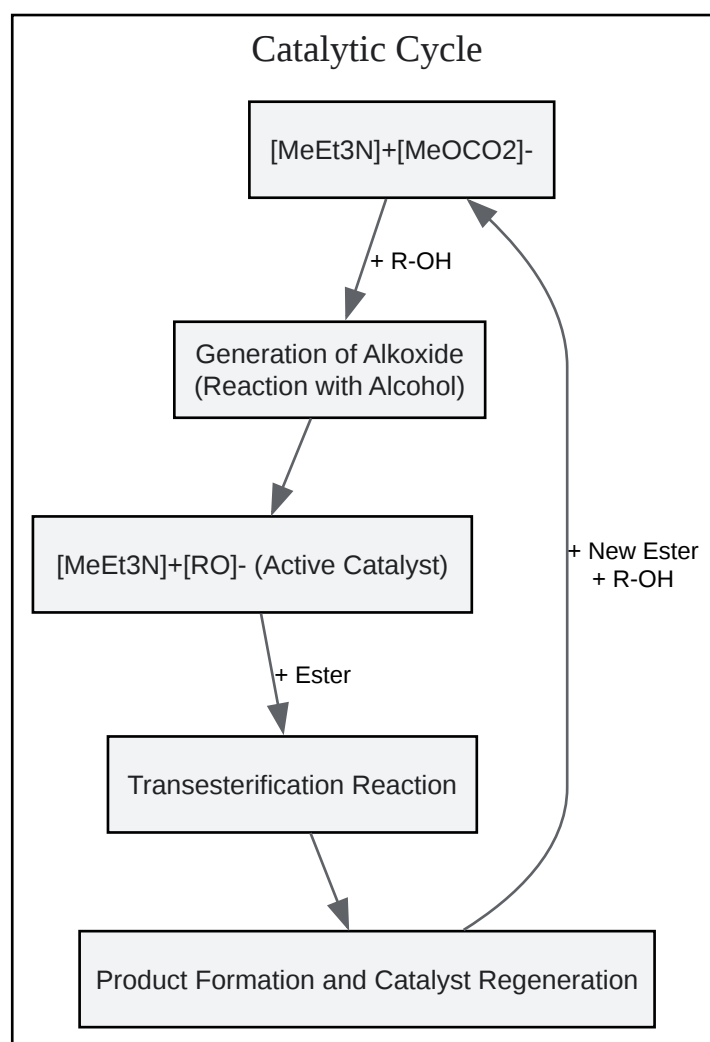 Catalytic Cycle
[MeEt3N]+[MeOCO2]-
+ R-OH
Generation of Alkoxide
(Reaction with Alcohol)
[MeEt3N]+[RO]- (Active Catalyst)
+ New Ester
+ R-OH
+ Ester
Transesterification Reaction
Product Formation and Catalyst Regeneration